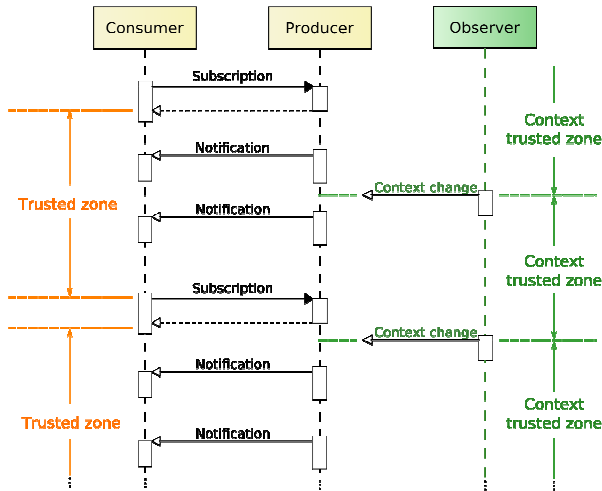 Consumer
Producer
Observer
Subscription
Context
trusted zone
Notification
Context change
Trusted zone
Notification
Context
trusted zone
Subscription
Context change
Notification
Context
trusted zone
Trusted zone
Notification